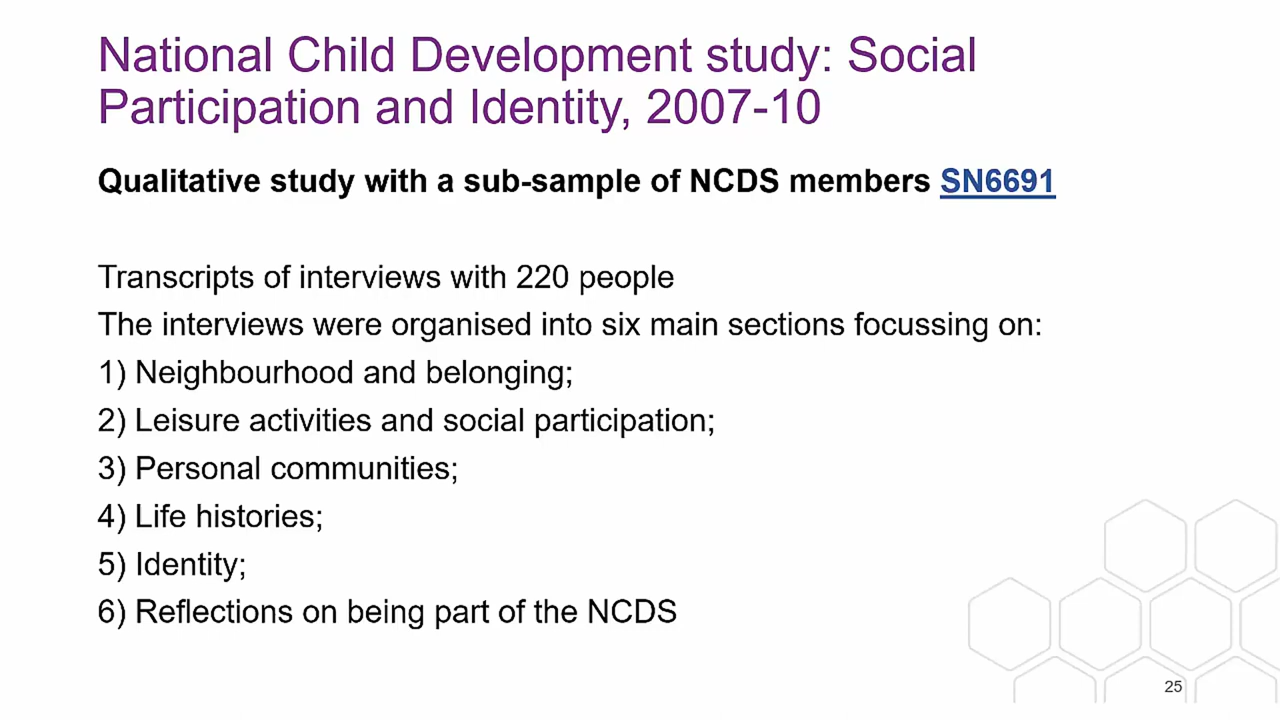 National Child Development study: Social
Participation and Identity, 2007-10
Qualitative study with a sub-sample of NCDS members SN6691
Transcripts of interviews with 220 people
The interviews were organised into six main sections focussing on:
1) Neighbourhood and belonging;
2) Leisure activities and social participation;
3) Personal communities;
4) Life histories;
5) Identity;
6) Reflections on being part of the NCDS
25